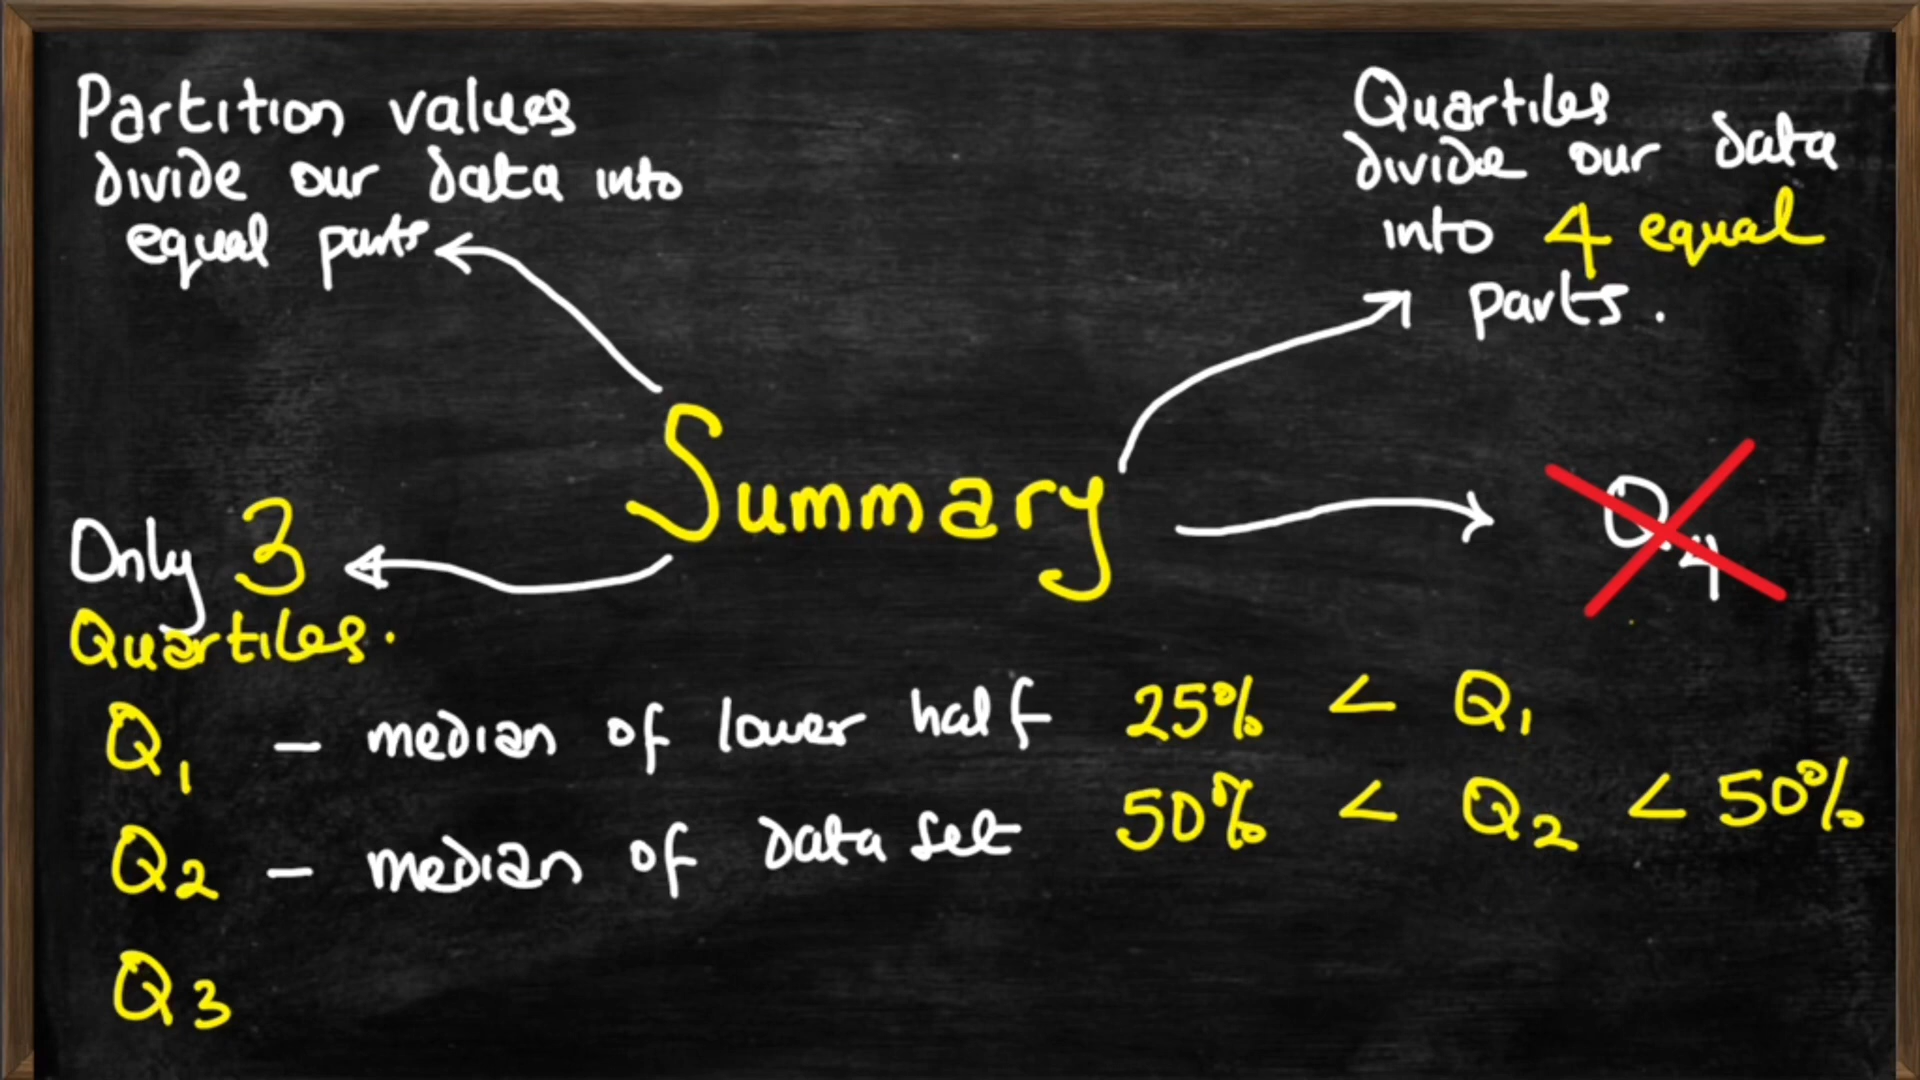 Partition values
divide our data into
equal parts
Quartiles
divide our data
into 4 equal
parts.
Summary
Only 3
Quartiles.
Q4
Q1 - median of lower half 25% < Q1
Q2 - median of data set 50% < Q2 < 50%
Q3